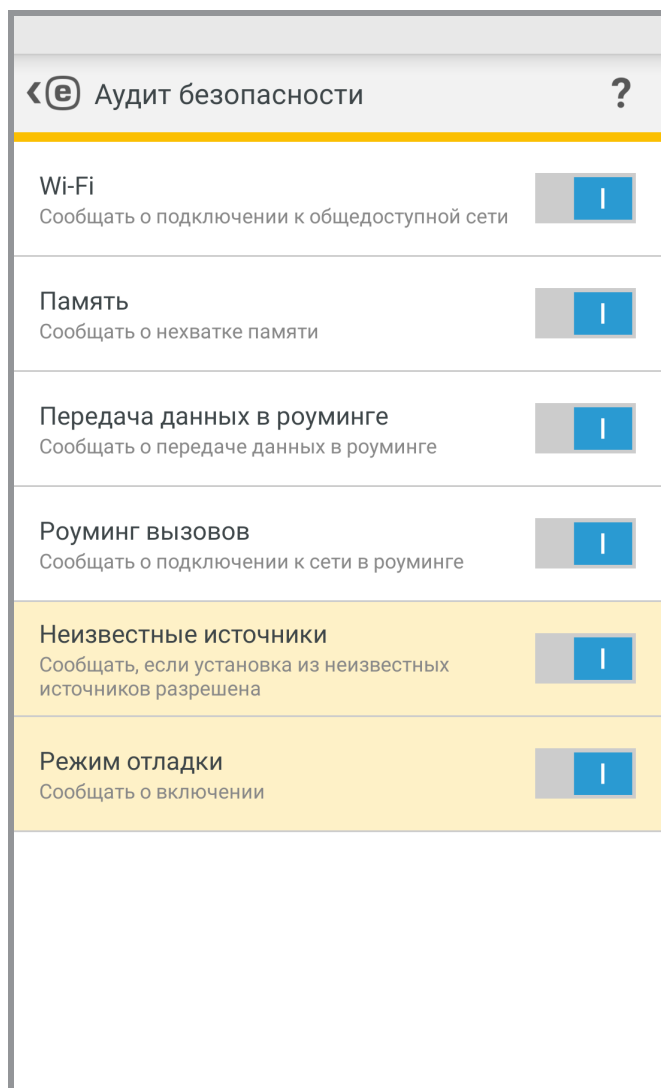 Аудит безопасности ?
Wi-Fi
Сообщать о подключении к общедоступной сети
Память
Сообщать о нехватке памяти
Передача данных в роуминге
Сообщать о передаче данных в роуминге
Роуминг вызовов
Сообщать о подключении к сети в роуминге
Неизвестные источники
Сообщать, если установка из неизвестных
источников разрешена
Режим отладки
Сообщать о включении